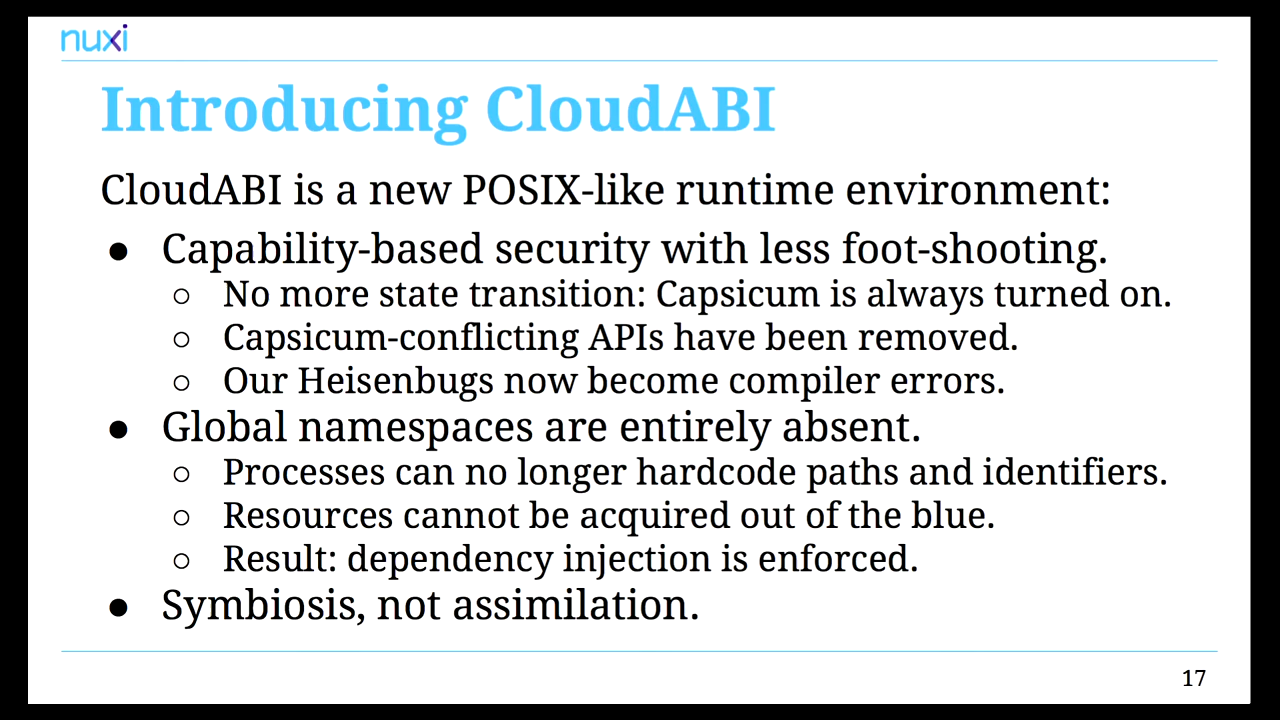 nuxi
Introducing CloudABI
CloudABI is a new POSIX-like runtime environment:
● Capability-based security with less foot-shooting.
○ No more state transition: Capsicum is always turned on.
○ Capsicum-conflicting APIs have been removed.
○ Our Heisenbugs now become compiler errors.
● Global namespaces are entirely absent.
○ Processes can no longer hardcode paths and identifiers.
○ Resources cannot be acquired out of the blue.
○ Result: dependency injection is enforced.
● Symbiosis, not assimilation.
17